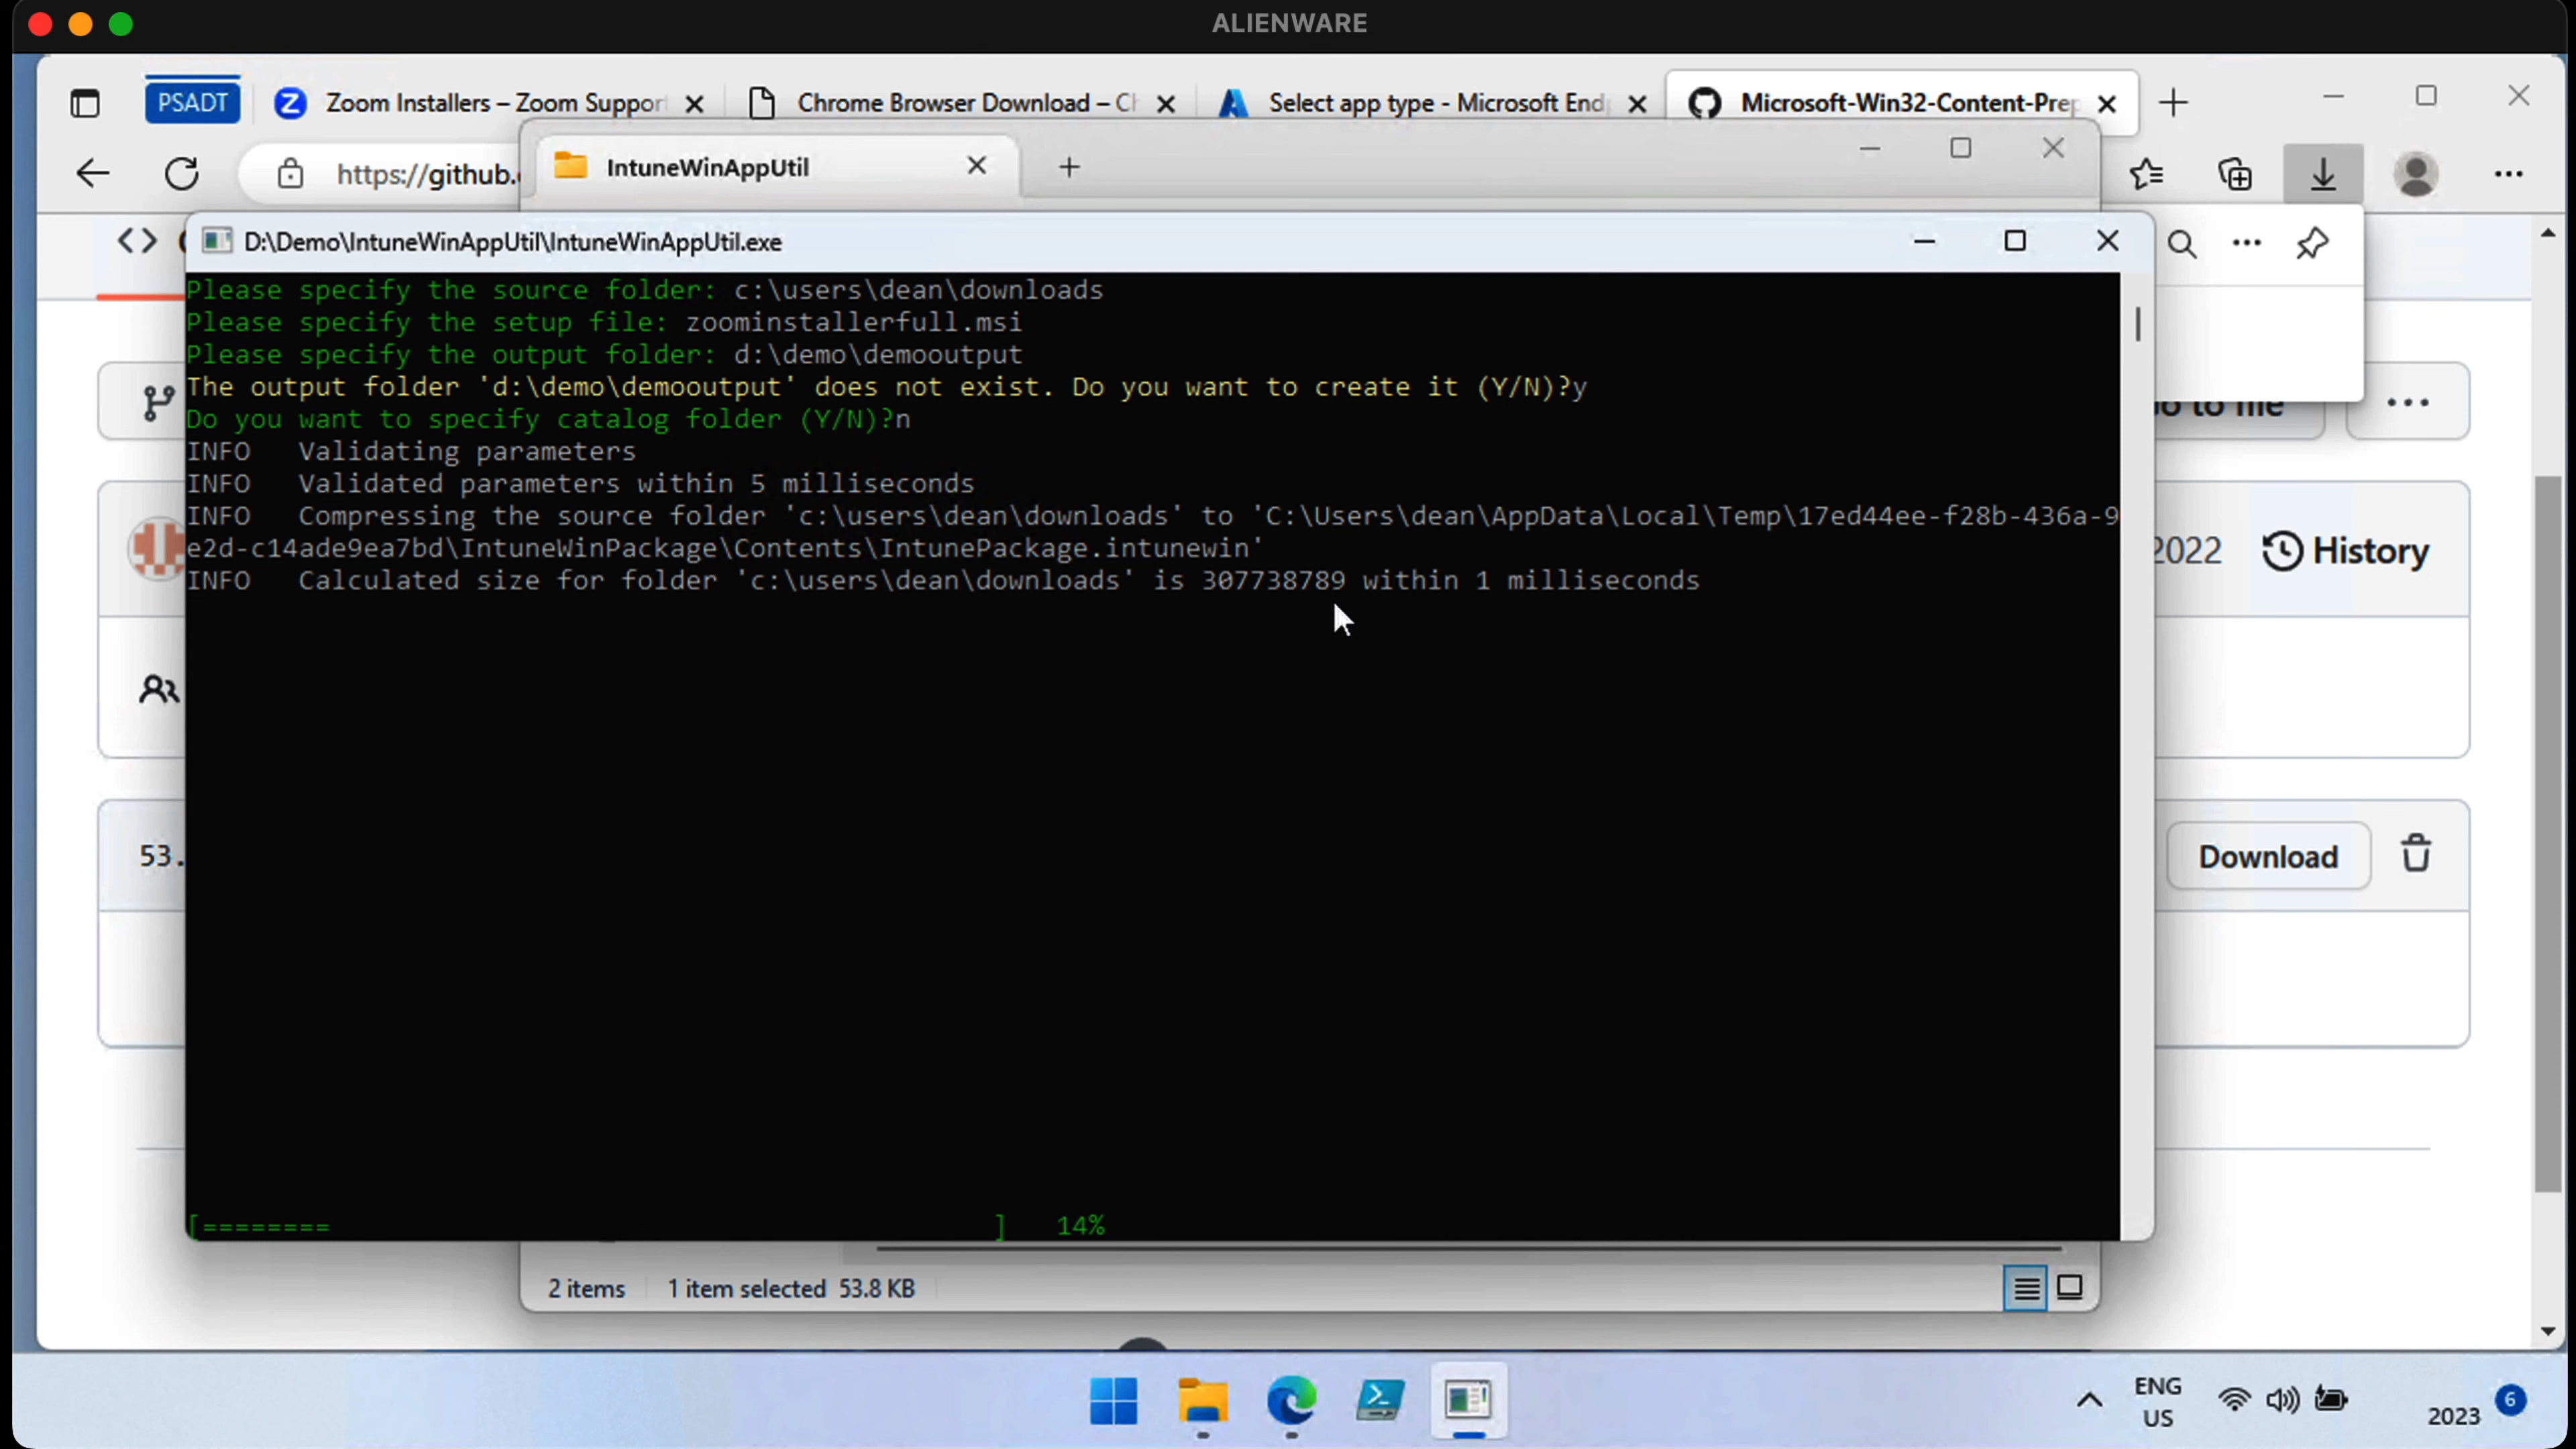 ALIENWARE
PSADT
Zoom Installers – Zoom Suppor
Chrome Browser Download – Ch
Select app type - Microsoft End
Microsoft-Win32-Content-Prep
https://github.
IntuneWinAppUtil
D:\Demo\IntuneWinAppUtil\IntuneWinAppUtil.exe
Please specify the source folder: c:\users\dean\downloads
Please specify the setup file: zoominstallerfull.msi
Please specify the output folder: d:\demo\demooutput
The output folder 'd:\demo\demooutput' does not exist. Do you want to create it (Y/N)?y
Do you want to specify catalog folder (Y/N)?n
INFO   Validating parameters
INFO   Validated parameters within 5 milliseconds
INFO   Compressing the source folder 'c:\users\dean\downloads' to 'C:\Users\dean\AppData\Local\Temp\17ed44ee-f28b-436a-9
e2d-c14ade9ea7bd\IntuneWinPackage\Contents\IntunePackage.intunewin'
INFO   Calculated size for folder 'c:\users\dean\downloads' is 307738789 within 1 milliseconds
[========                                          ]   14%
to file
2022
History
53.
Download
2 items
1 item selected 53.8 KB
ENG
US
2023
6